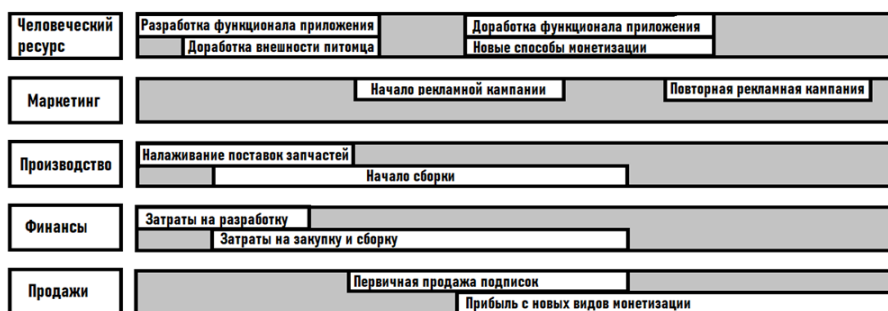 Человеческий
ресурс
Разработка функционала приложения
Доработка внешности питомца
Доработка функционала приложения
Новые способы монетизации
Маркетинг
Начало рекламной кампании
Повторная рекламная кампания
Производство
Налаживание поставок запчастей
Начало сборки
Финансы
Затраты на разработку
Затраты на закупку и сборку
Продажи
Первичная продажа подписок
Прибыль с новых видов монетизации